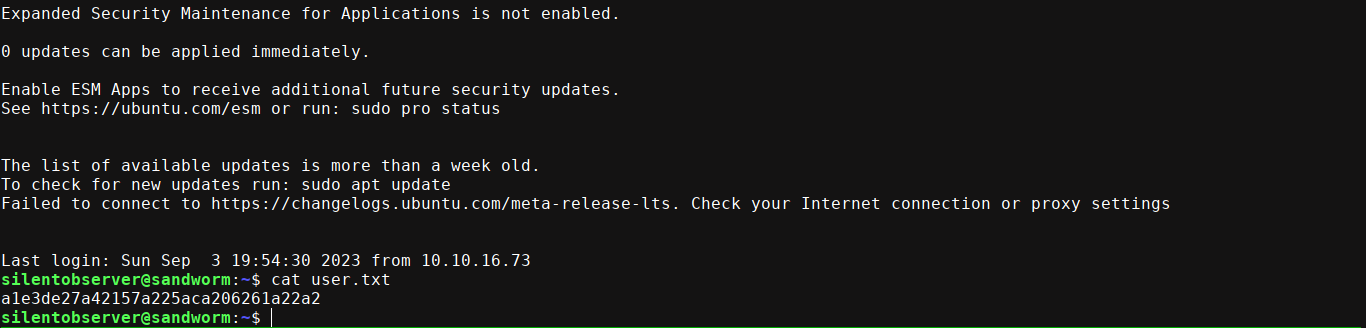 Expanded Security Maintenance for Applications is not enabled.
0 updates can be applied immediately.
Enable ESM Apps to receive additional future security updates.
See https://ubuntu.com/esm or run: sudo pro status
The list of available updates is more than a week old.
To check for new updates run: sudo apt update
Failed to connect to https://changelogs.ubuntu.com/meta-release-lts. Check your Internet connection or proxy settings
Last login: Sun Sep  3 19:54:30 2023 from 10.10.16.73
silentobserver@sandworm:~$ cat user.txt
a1e3de27a42157a225aca206261a22a2
silentobserver@sandworm:~$